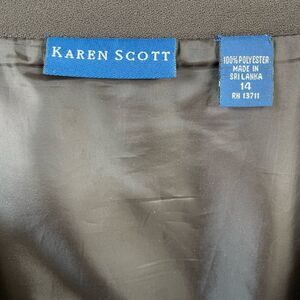 KAREN SCOTT
100% POLYESTER
MADE IN
SRI LANKA
14
RN 13711